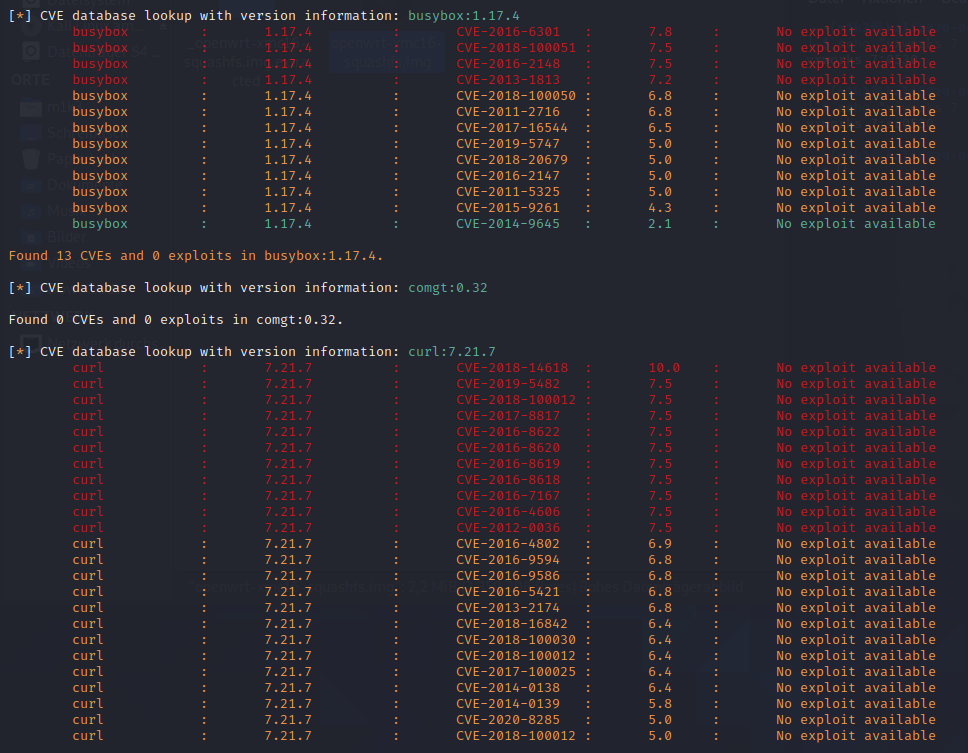 [*] CVE database lookup with version information: busybox:1.17.4
busybox : 1.17.4 : CVE-2016-6301 : 7.8 : No exploit available
busybox : 1.17.4 : CVE-2018-100051 : 7.5 : No exploit available
busybox : 1.17.4 : CVE-2016-2148 : 7.5 : No exploit available
busybox : 1.17.4 : CVE-2013-1813 : 7.2 : No exploit available
busybox : 1.17.4 : CVE-2018-100050 : 6.8 : No exploit available
busybox : 1.17.4 : CVE-2011-2716 : 6.8 : No exploit available
busybox : 1.17.4 : CVE-2017-16544 : 6.5 : No exploit available
busybox : 1.17.4 : CVE-2019-5747 : 5.0 : No exploit available
busybox : 1.17.4 : CVE-2018-20679 : 5.0 : No exploit available
busybox : 1.17.4 : CVE-2016-2147 : 5.0 : No exploit available
busybox : 1.17.4 : CVE-2011-5325 : 5.0 : No exploit available
busybox : 1.17.4 : CVE-2015-9261 : 4.3 : No exploit available
busybox : 1.17.4 : CVE-2014-9645 : 2.1 : No exploit available
Found 13 CVEs and 0 exploits in busybox:1.17.4.
[*] CVE database lookup with version information: comgt:0.32
Found 0 CVEs and 0 exploits in comgt:0.32.
[*] CVE database lookup with version information: curl:7.21.7
curl : 7.21.7 : CVE-2018-14618 : 10.0 : No exploit available
curl : 7.21.7 : CVE-2019-5482 : 7.5 : No exploit available
curl : 7.21.7 : CVE-2018-100012 : 7.5 : No exploit available
curl : 7.21.7 : CVE-2017-8817 : 7.5 : No exploit available
curl : 7.21.7 : CVE-2016-8622 : 7.5 : No exploit available
curl : 7.21.7 : CVE-2016-8620 : 7.5 : No exploit available
curl : 7.21.7 : CVE-2016-8619 : 7.5 : No exploit available
curl : 7.21.7 : CVE-2016-8618 : 7.5 : No exploit available
curl : 7.21.7 : CVE-2016-7167 : 7.5 : No exploit available
curl : 7.21.7 : CVE-2016-4606 : 7.5 : No exploit available
curl : 7.21.7 : CVE-2012-0036 : 7.5 : No exploit available
curl : 7.21.7 : CVE-2016-4802 : 6.9 : No exploit available
curl : 7.21.7 : CVE-2016-9594 : 6.8 : No exploit available
curl : 7.21.7 : CVE-2016-9586 : 6.8 : No exploit available
curl : 7.21.7 : CVE-2016-5421 : 6.8 : No exploit available
curl : 7.21.7 : CVE-2013-2174 : 6.8 : No exploit available
curl : 7.21.7 : CVE-2018-16842 : 6.4 : No exploit available
curl : 7.21.7 : CVE-2018-100030 : 6.4 : No exploit available
curl : 7.21.7 : CVE-2018-100012 : 6.4 : No exploit available
curl : 7.21.7 : CVE-2017-100025 : 6.4 : No exploit available
curl : 7.21.7 : CVE-2014-0138 : 6.4 : No exploit available
curl : 7.21.7 : CVE-2014-0139 : 5.8 : No exploit available
curl : 7.21.7 : CVE-2020-8285 : 5.0 : No exploit available
curl : 7.21.7 : CVE-2018-100012 : 5.0 : No exploit available